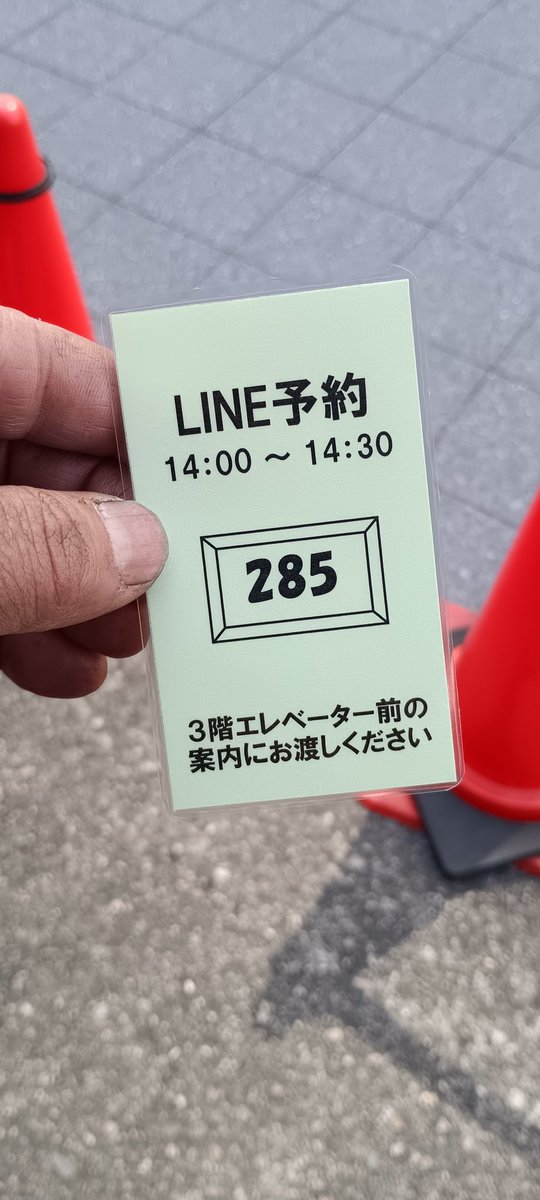 LINE予約
14:00 ～ 14:30
285
3階エレベーター前の
案内にお渡しください